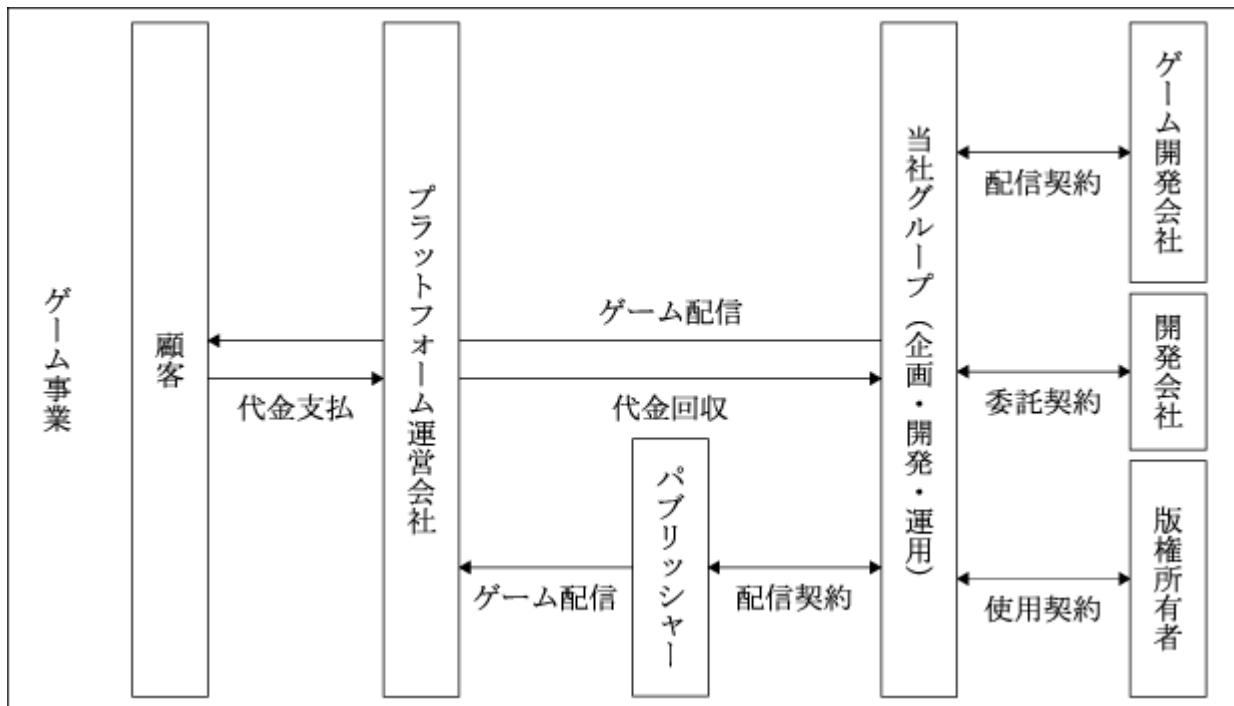 ゲーム事業
顧客
プラットフォーム運営会社
パブリッシャー
当社グループ（企画・開発・運用）
ゲーム開発会社
開発会社
版権所有者
配信契約
ゲーム配信
代金支払
代金回収
委託契約
ゲーム配信
配信契約
使用契約